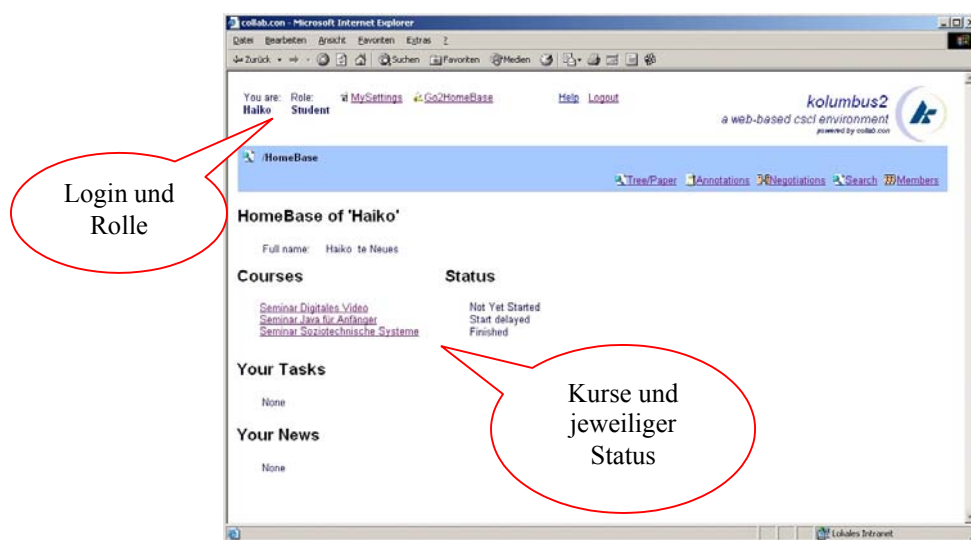 collab.con - Microsoft Internet Explorer
Datei Bearbeiten Ansicht Favoriten Extras ?
Zurück Suchen Favoriten Medien
You are: Role: MySettings Go2HomeBase Help Logout
Haiko Student
kolumbus2
a web-based cscl environment
powered by collab.con
/HomeBase
Tree/Paper Annotations Negotiations Search Members
Login und
Rolle
HomeBase of 'Haiko'
Full name: Haiko te Neues
Courses Status
Seminar Digitales Video Not Yet Started
Seminar Java für Anfänger Start delayed
Seminar Soziotechnische Systeme Finished
Your Tasks
None
Kurse und
jeweiliger
Status
Your News
None
Lokales Intranet